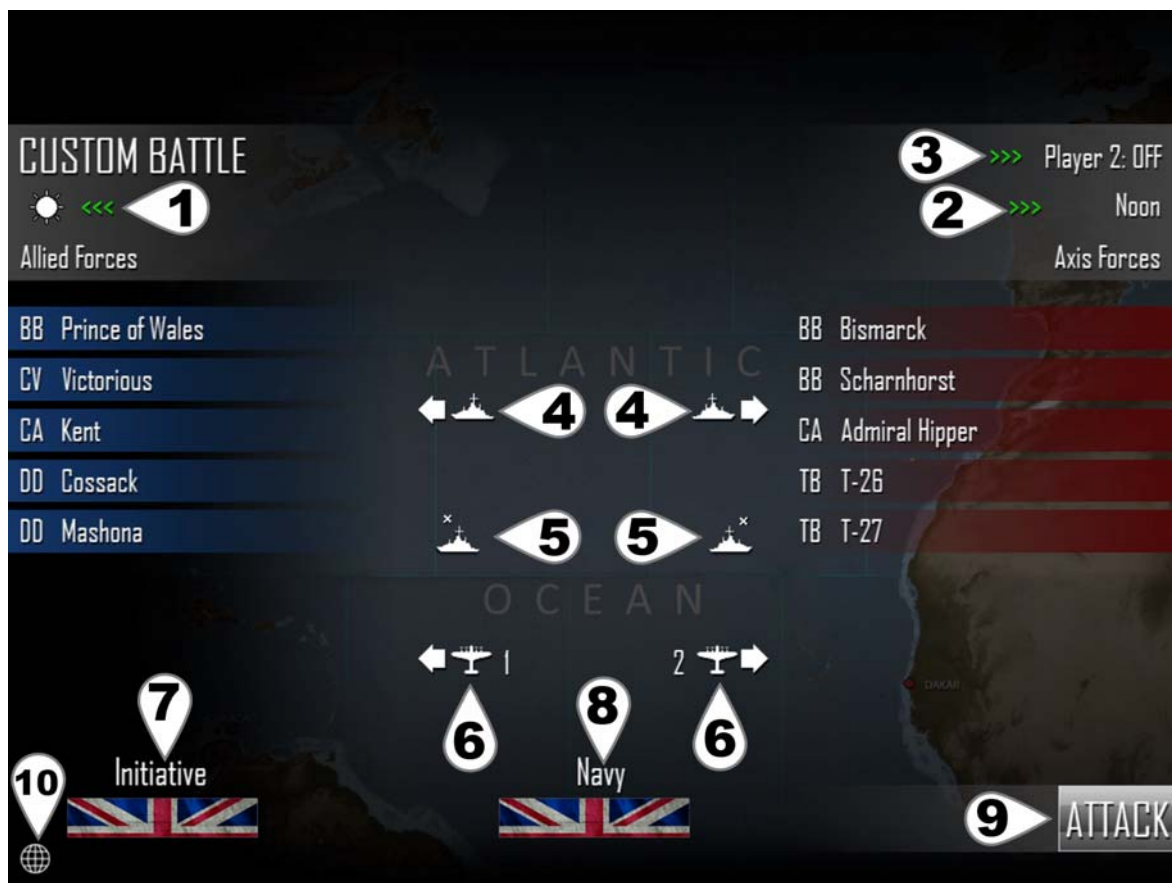 CUSTOM BATTLE
<<< 1
3 >>> Player 2: OFF
2 >>> Noon
Allied Forces
Axis Forces
BB Prince of Wales
CV Victorious
CA Kent
DD Cossack
DD Mashona
BB Bismarck
BB Scharnhorst
CA Admiral Hipper
TB T-26
TB T-27
ATLANTIC
4 4
5 5
OCEAN
1 2
6 6
DAKAR
7
Initiative
8
Navy
10
9 ATTACK